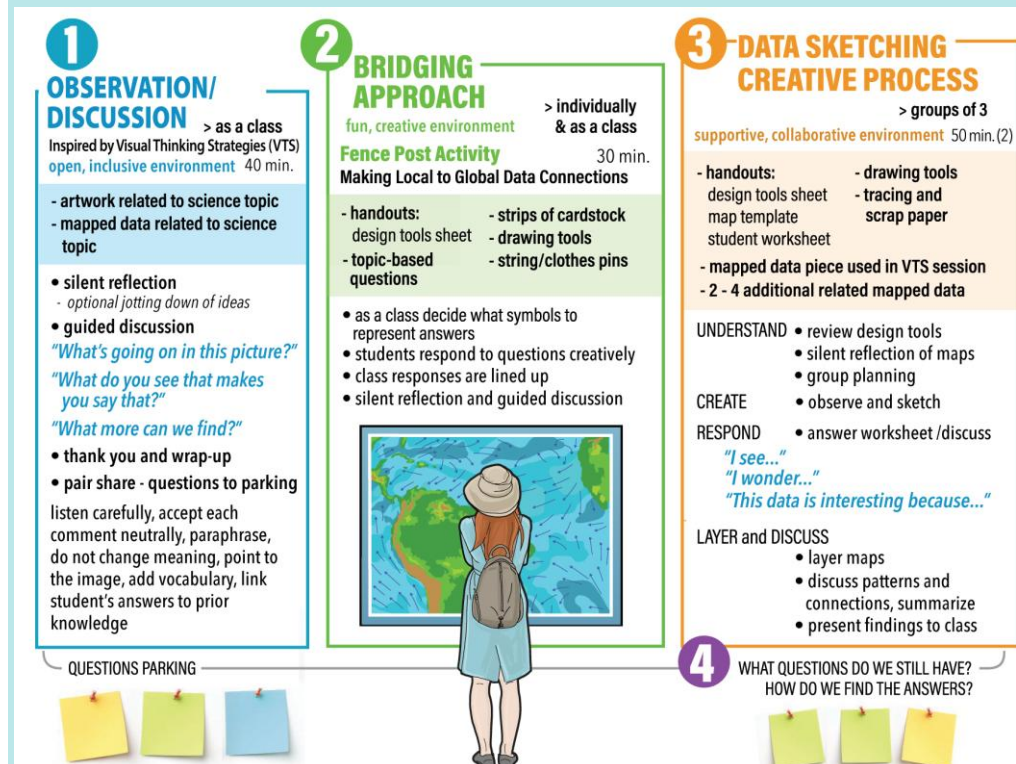 1
OBSERVATION/
DISCUSSION > as a class
Inspired by Visual Thinking Strategies (VTS)
open, inclusive environment 40 min.
- artwork related to science topic
- mapped data related to science
topic
• silent reflection
- optional jotting down of ideas
• guided discussion
"What's going on in this picture?"
"What do you see that makes
you say that?"
"What more can we find?"
• thank you and wrap-up
• pair share - questions to parking
listen carefully, accept each
comment neutrally, paraphrase,
do not change meaning, point to
the image, add vocabulary, link
student's answers to prior
knowledge
2
BRIDGING
APPROACH
> individually
& as a class
fun, creative environment
Fence Post Activity 30 min.
Making Local to Global Data Connections
- handouts:
design tools sheet
- topic-based
questions
- strips of cardstock
- drawing tools
- string/clothes pins
• as a class decide what symbols to
represent answers
• students respond to questions creatively
• class responses are lined up
• silent reflection and guided discussion
3
DATA SKETCHING
CREATIVE PROCESS
> groups of 3
supportive, collaborative environment 50 min. (2)
- handouts:
design tools sheet
map template
student worksheet
- drawing tools
- tracing and
scrap paper
- mapped data piece used in VTS session
- 2 - 4 additional related mapped data
UNDERSTAND • review design tools
• silent reflection of maps
• group planning
CREATE • observe and sketch
RESPOND • answer worksheet /discuss
"I see..."
"I wonder..."
"This data is interesting because..."
LAYER and DISCUSS
• layer maps
• discuss patterns and
connections, summarize
• present findings to class
QUESTIONS PARKING
4
WHAT QUESTIONS DO WE STILL HAVE?
HOW DO WE FIND THE ANSWERS?